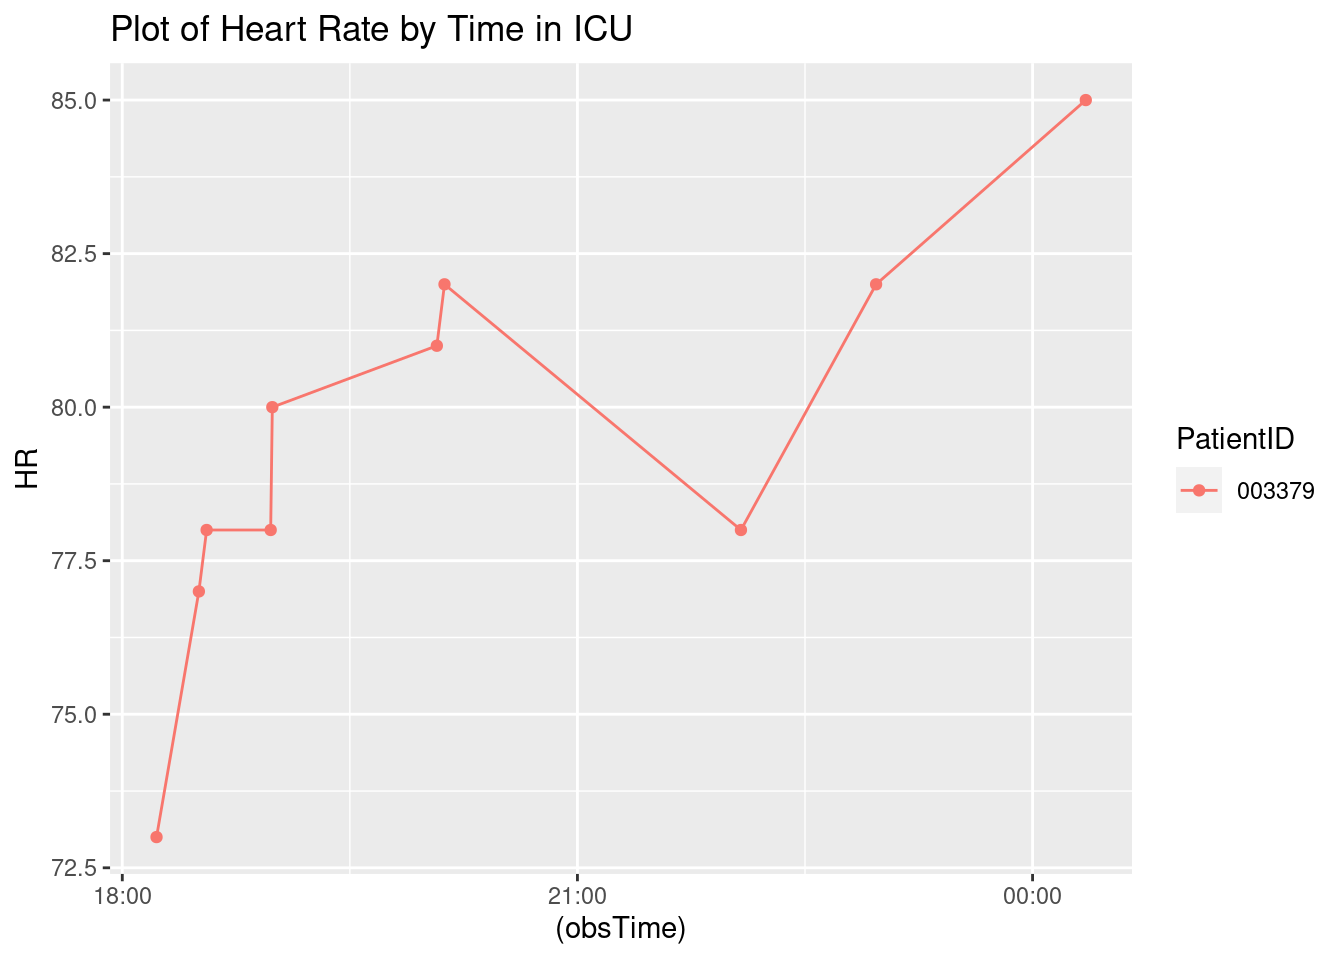 Plot of Heart Rate by Time in ICU
85.0
82.5
80.0
77.5
75.0
72.5
HR
18:00
21:00
00:00
(obsTime)
PatientID
003379